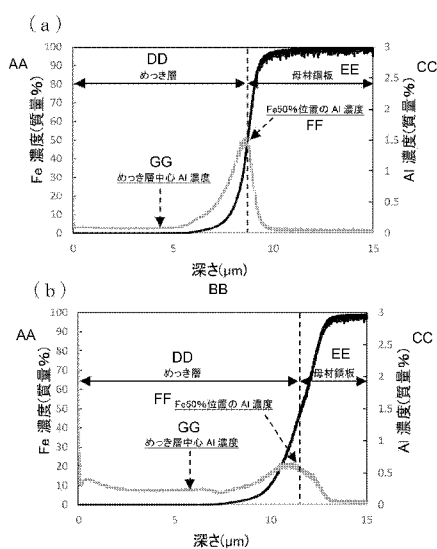 (a)
AA
DD
EE
CC
めっき層
母材鋼板
Fe50%位置の Al 濃度
FF
GG
めっき層中心 Al 濃度
Fe 濃度(質量%)
Al 濃度(質量%)
100
90
80
70
60
50
40
30
20
10
0
3
2.5
2
1.5
1
0.5
0
0
5
10
15
深さ(μm)
(b)
BB
AA
DD
EE
CC
めっき層
母材鋼板
FF
Fe50%位置の Al 濃度
GG
めっき層中心 Al 濃度
Fe 濃度(質量%)
Al 濃度(質量%)
100
90
80
70
60
50
40
30
20
10
0
3
2.5
2
1.5
1
0.5
0
0
5
10
15
深さ(μm)